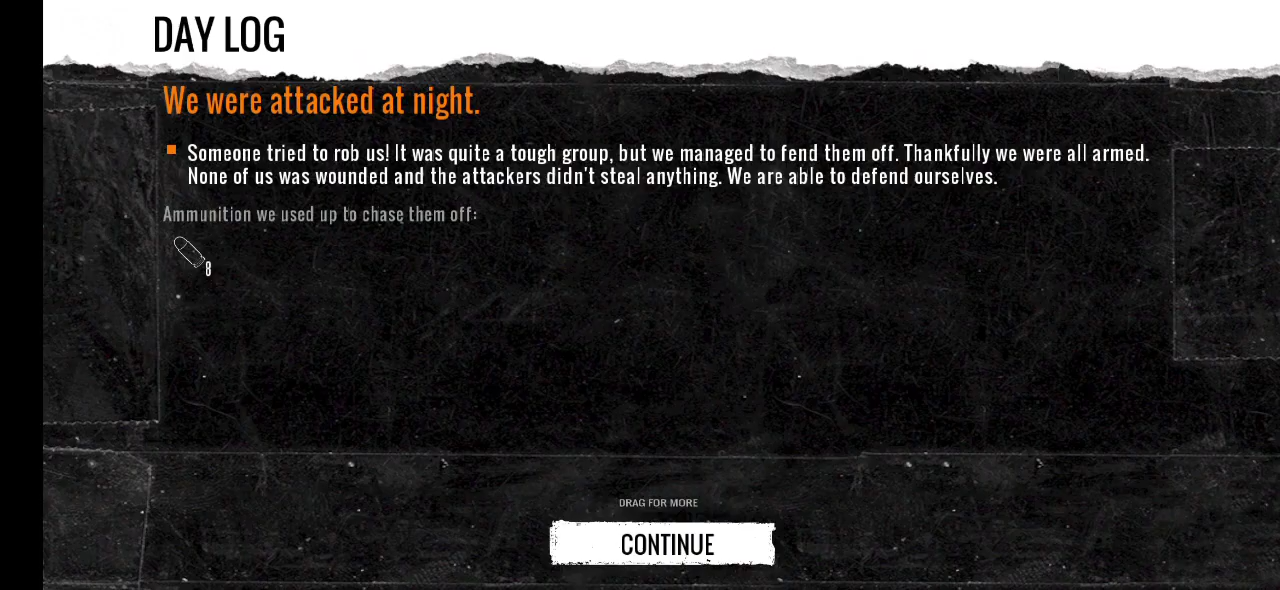 DAY LOG
We were attacked at night.
Someone tried to rob us! It was quite a tough group, but we managed to fend them off. Thankfully we were all armed.
None of us was wounded and the attackers didn't steal anything. We are able to defend ourselves.
Ammunition we used up to chase them off:
8
DRAG FOR MORE
CONTINUE